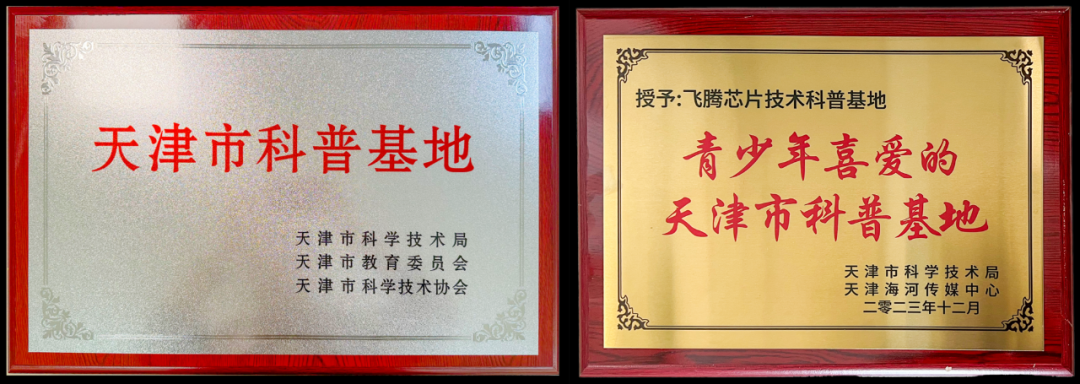 天津市科普基地
天津市科学技术局
天津市教育委员会
天津市科学技术协会
授予:飞腾芯片技术科普基地
青少年喜爱的
天津市科普基地
天津市科学技术局
天津海河传媒中心
二零二三年十二月